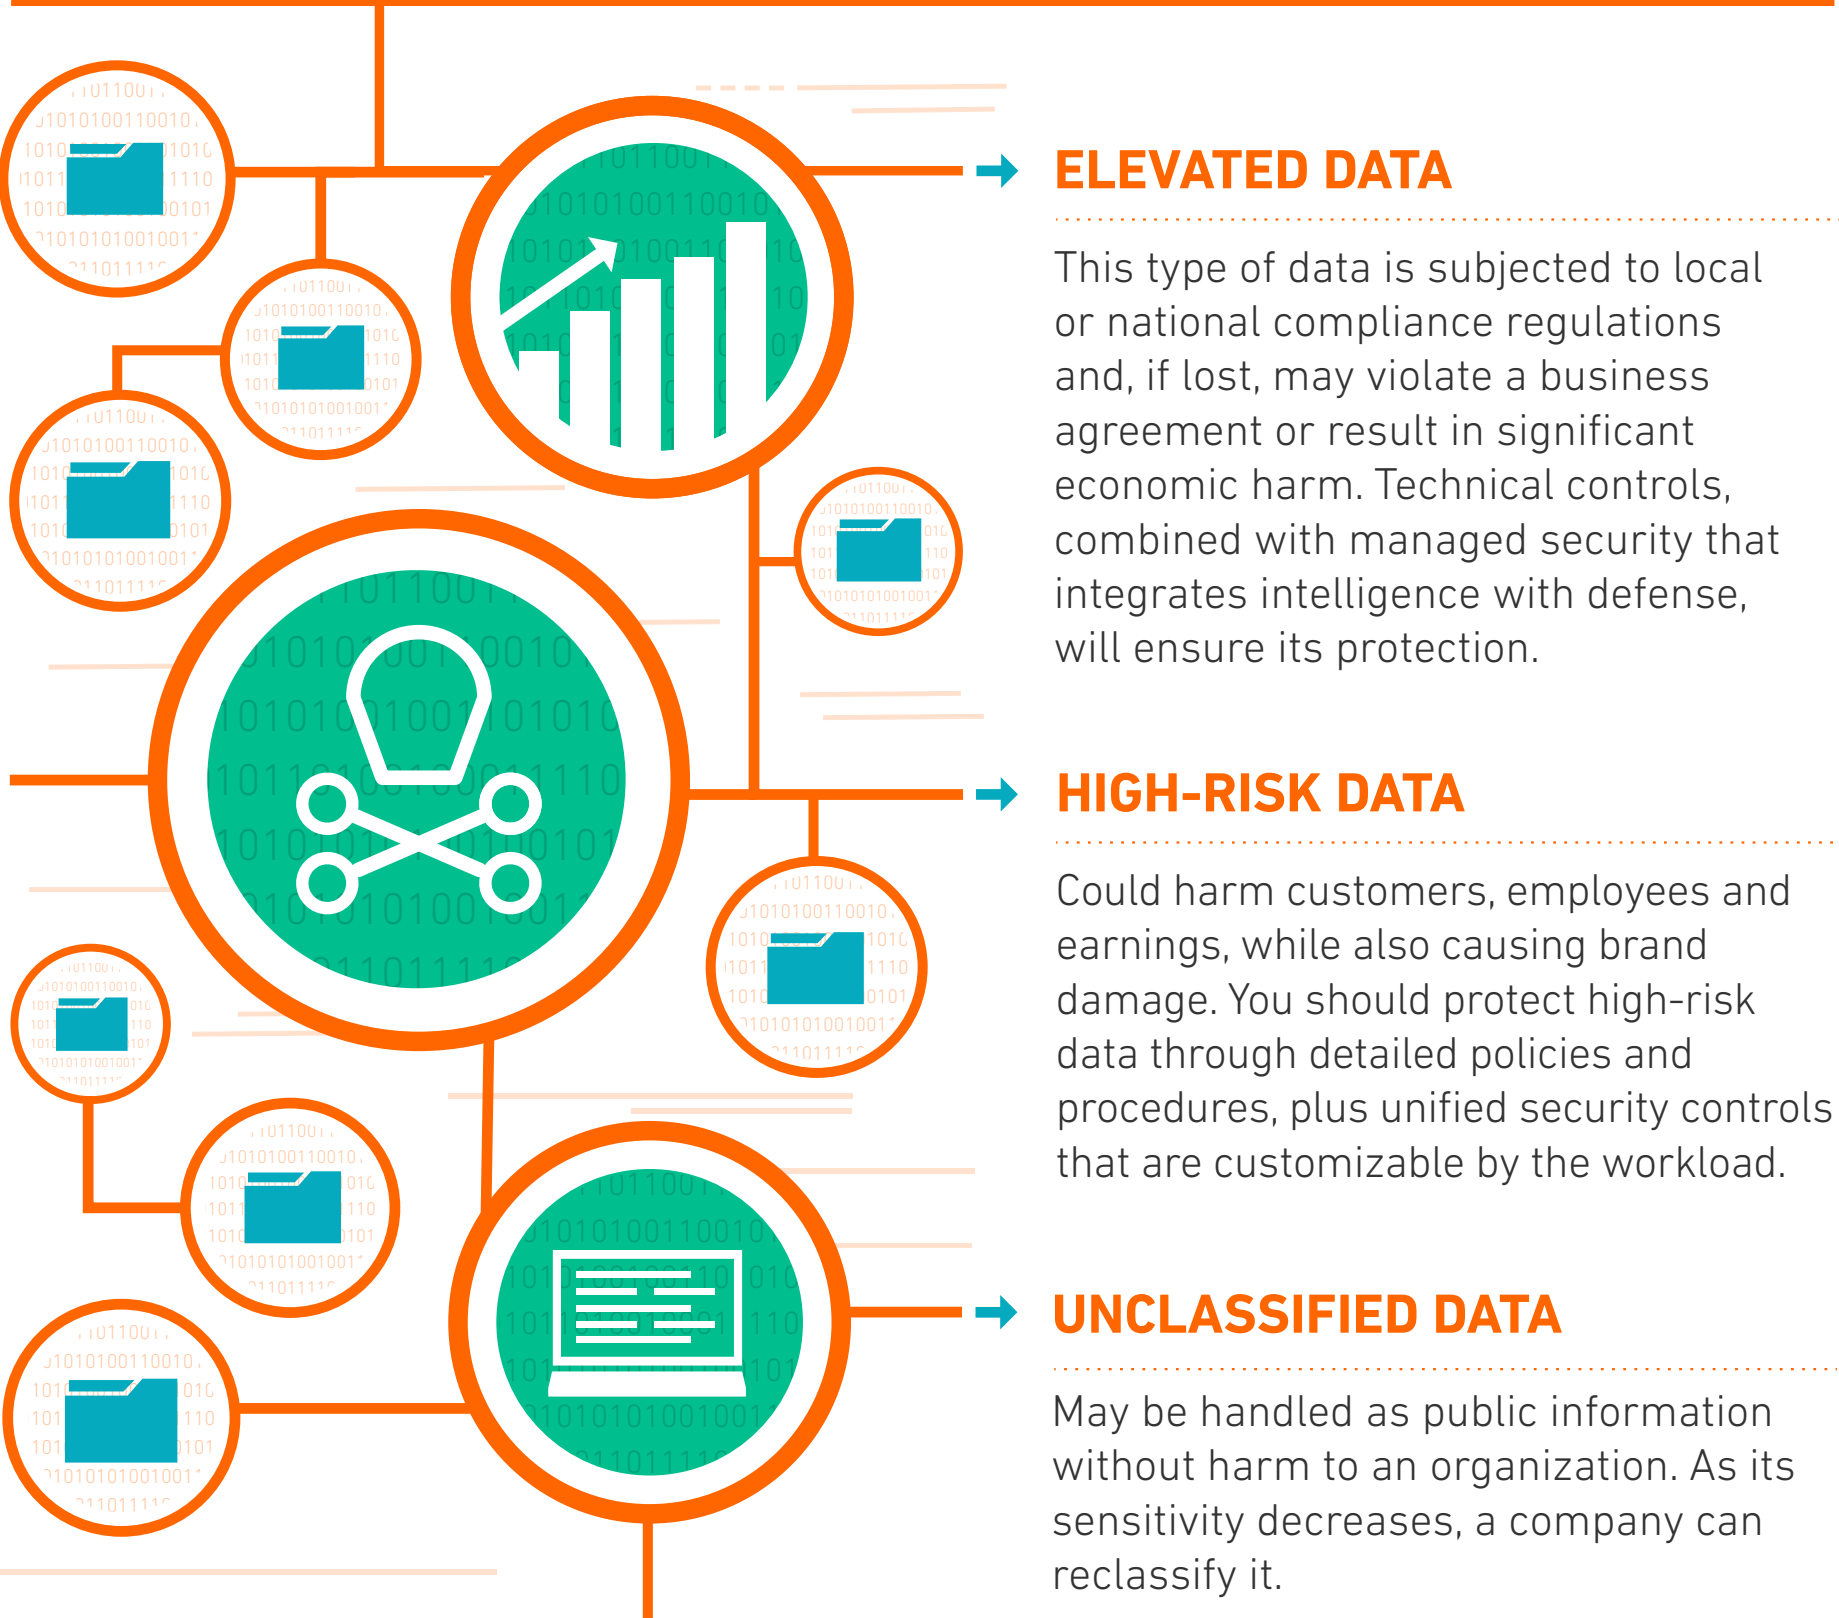 ELEVATED DATA
This type of data is subjected to local
or national compliance regulations
and, if lost, may violate a business
agreement or result in significant
economic harm. Technical controls,
combined with managed security that
integrates intelligence with defense,
will ensure its protection.
HIGH-RISK DATA
Could harm customers, employees and
earnings, while also causing brand
damage. You should protect high-risk
data through detailed policies and
procedures, plus unified security controls
that are customizable by the workload.
UNCLASSIFIED DATA
May be handled as public information
without harm to an organization. As its
sensitivity decreases, a company can
reclassify it.